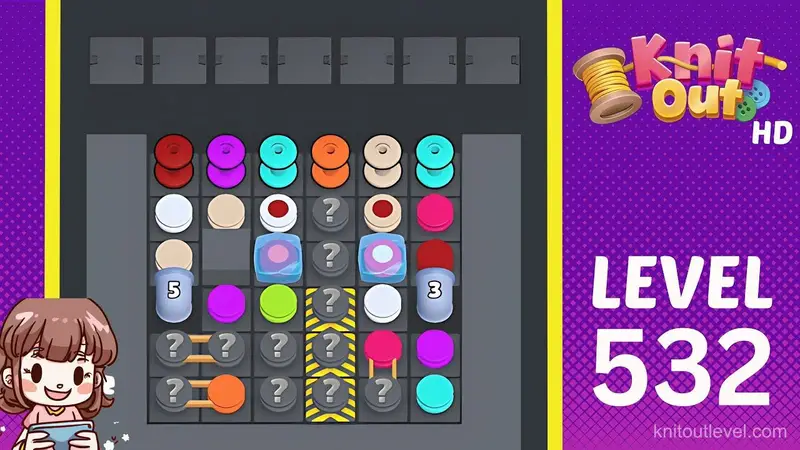 Knit
Out
HD
?
?
5
?
3
? ? ? ?
? ? ? ?
LEVEL
532
knitoutlevel.com